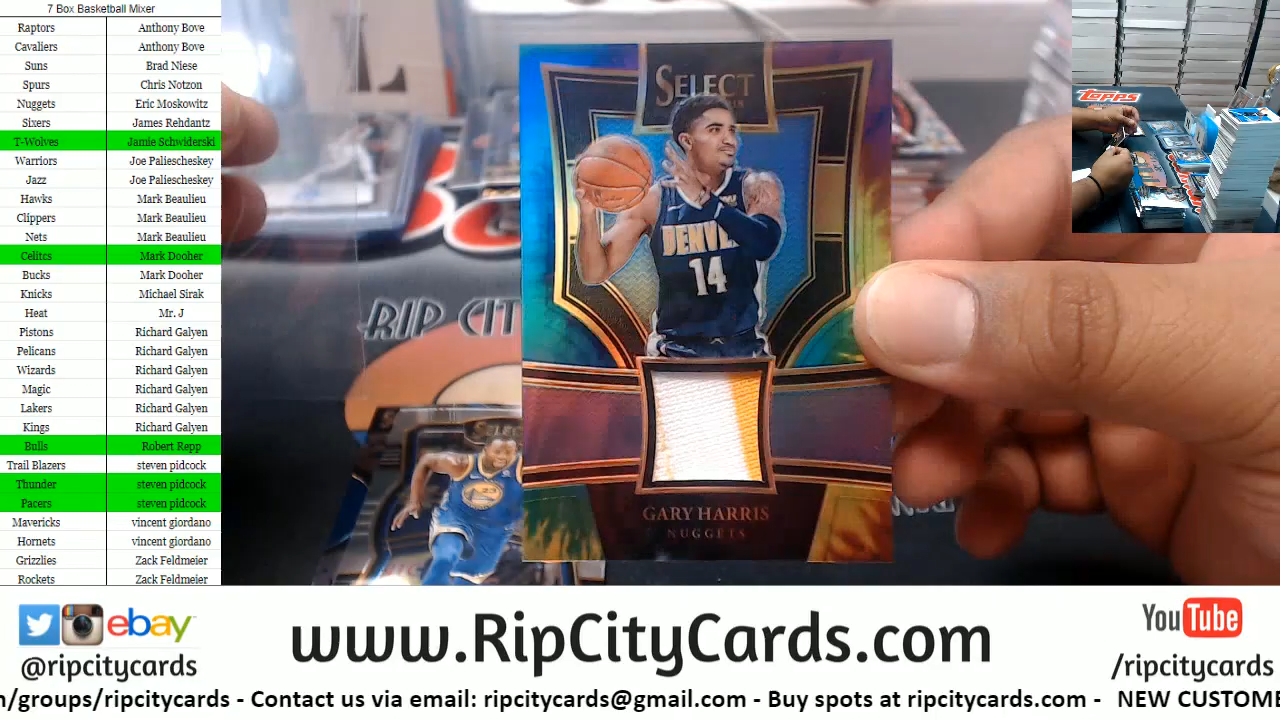 7 Box Basketball Mixer
Raptors Anthony Bove
Cavaliers Anthony Bove
Suns Brad Niese
Spurs Chris Notzon
Nuggets Eric Moskowitz
Sixers James Rehdantz
T-Wolves Jamie Schwiderski
Warriors Joe Paliescheskey
Jazz Joe Paliescheskey
Hawks Mark Beaulieu
Clippers Mark Beaulieu
Nets Mark Beaulieu
Celitcs Mark Dooher
Bucks Mark Dooher
Knicks Michael Sirak
Heat Mr. J
Pistons Richard Galyen
Pelicans Richard Galyen
Wizards Richard Galyen
Magic Richard Galyen
Lakers Richard Galyen
Kings Richard Galyen
Bulls Robert Repp
Trail Blazers steven pidcock
Thunder steven pidcock
Pacers steven pidcock
Mavericks vincent giordano
Hornets vincent giordano
Grizzlies Zack Feldmeier
Rockets Zack Feldmeier
SELECT
DENVE
14
GARY HARRIS
NUGGETS
RIP CIT
SELEC
Topps
ebay
@ripcitycards
www.RipCityCards.com
YouTube
/ripcitycards
m/groups/ripcitycards - Contact us via email: ripcitycards@gmail.com - Buy spots at ripcitycards.com - NEW CUSTOME